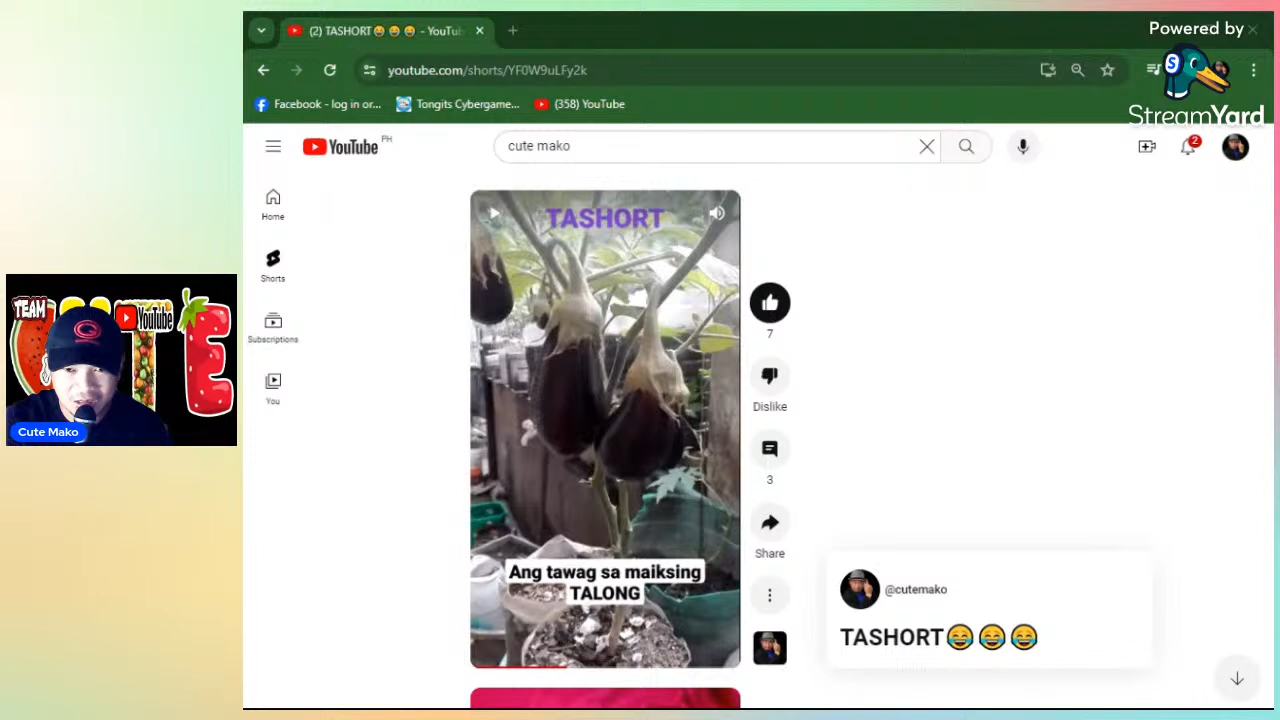 (2) TASHORT😂😂😂 - YouTub
Powered by
StreamYard
youtube.com/shorts/YF0W9uLFy2k
Facebook - log in or...
Tongits Cybergame...
(358) YouTube
YouTube PH
cute mako
2
Home
Shorts
Subscriptions
You
TEAM
YouTube
E
Cute Mako
TASHORT
Ang tawag sa maiksing
TALONG
7
Dislike
3
Share
@cutemako
TASHORT😂😂😂